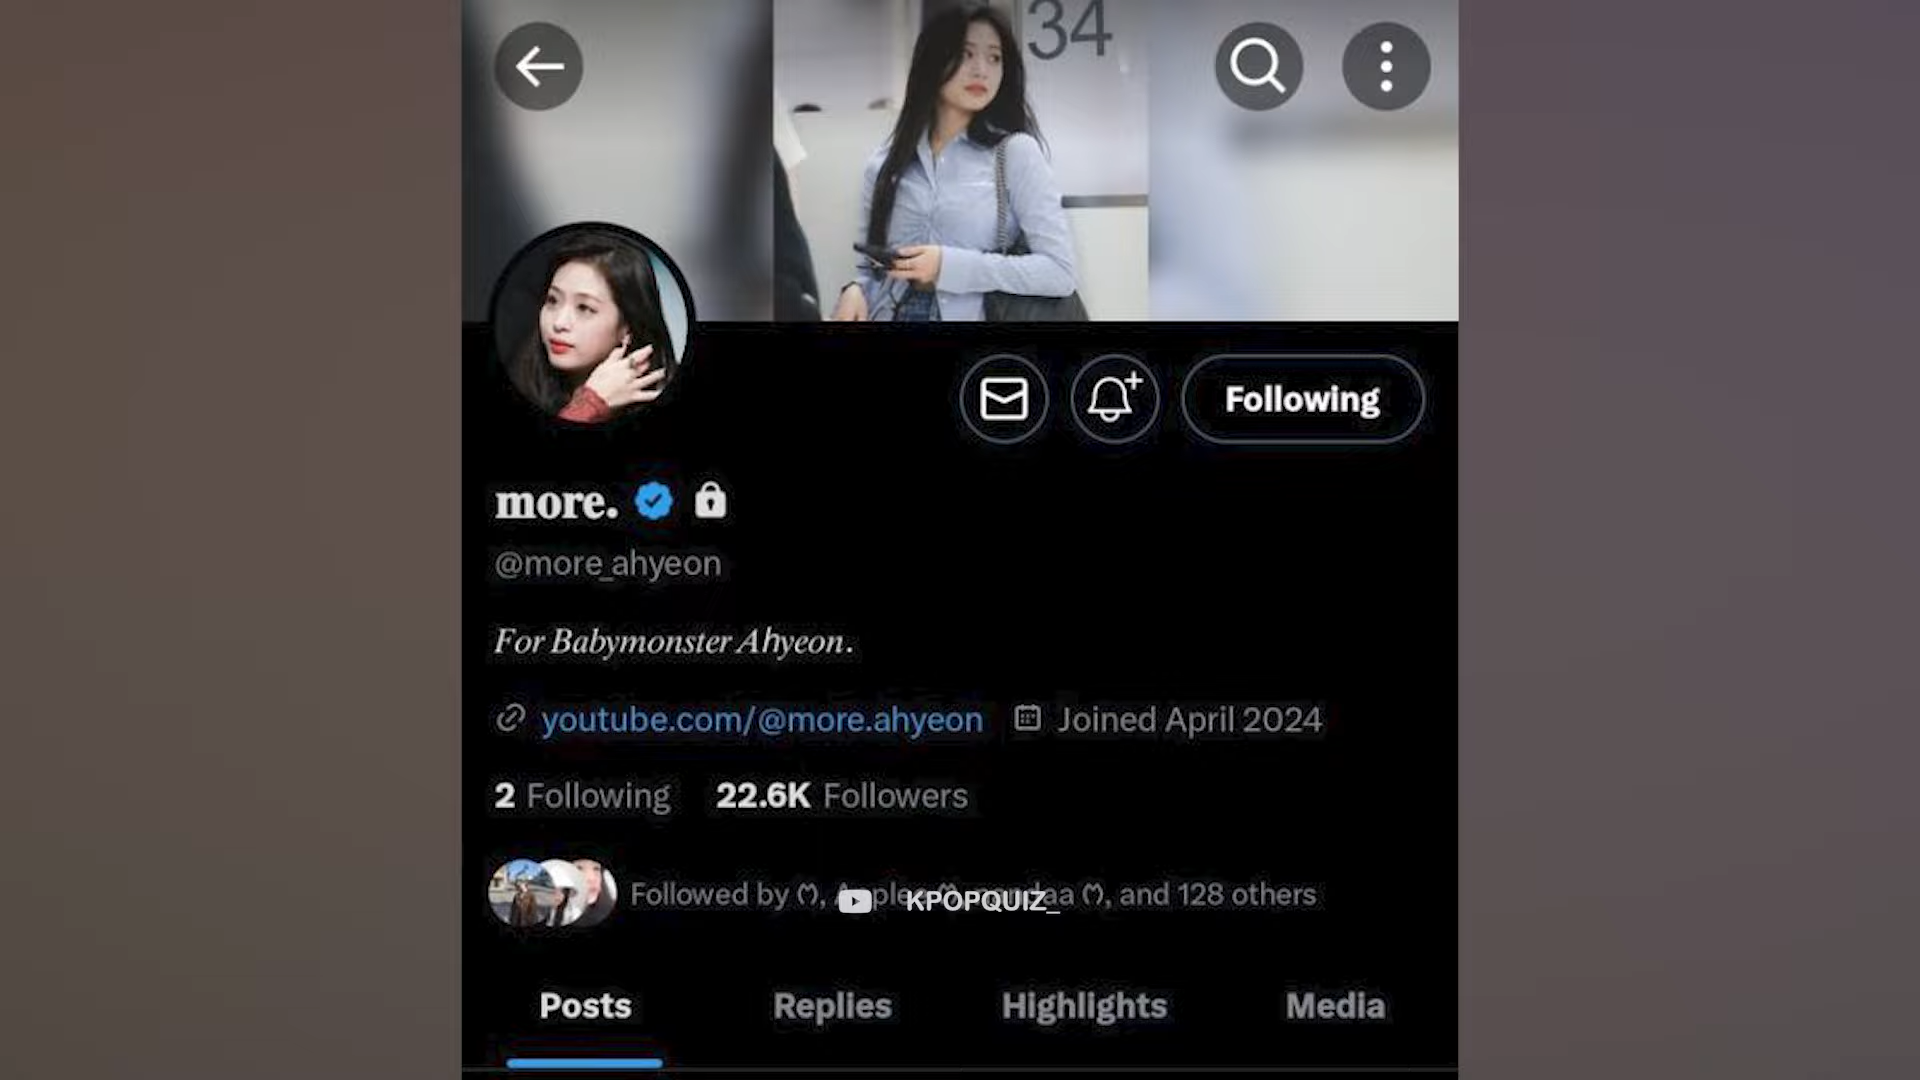 34
Following
more.
@more_ahyeon
For Babymonster Ahyeon.
youtube.com/@more.ahyeon Joined April 2024
2 Following 22.6K Followers
Followed by ო, ო, ო, and 128 others
KPOPQUIZ_
Posts Replies Highlights Media